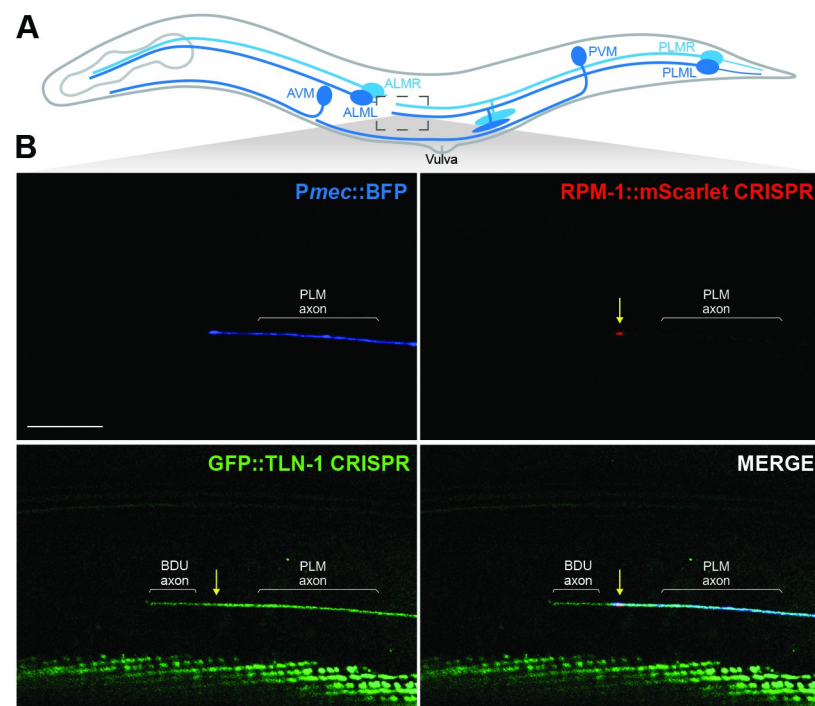 A
AVM
ALML
ALMR
PVM
PLMR
PLML
Vulva
B
Pmec::BFP
PLM
axon
RPM-1::mScarlet CRISPR
PLM
axon
GFP::TLN-1 CRISPR
BDU
axon
PLM
axon
MERGE
BDU
axon
PLM
axon